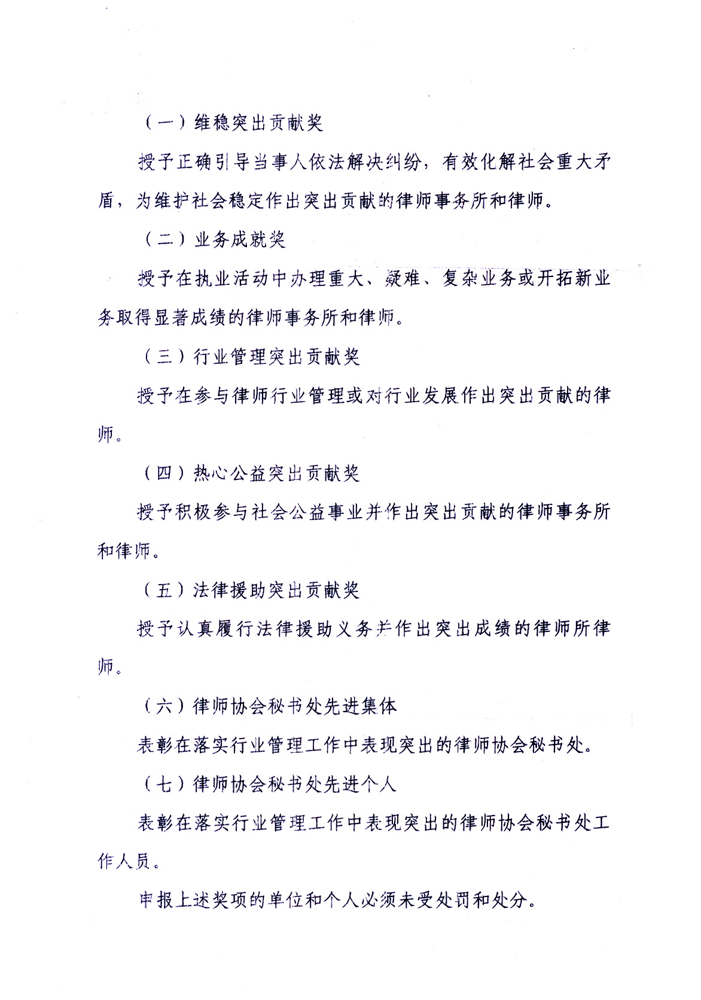 （一）维稳突出贡献奖
授予正确引导当事人依法解决纠纷，有效化解社会重大矛
盾，为维护社会稳定作出突出贡献的律师事务所和律师。
（二）业务成就奖
授予在执业活动中办理重大、疑难、复杂业务或开拓新业
务取得显著成绩的律师事务所和律师。
（三）行业管理突出贡献奖
授予在参与律师行业管理或对行业发展作出突出贡献的律
师。
（四）热心公益突出贡献奖
授予积极参与社会公益事业并作出突出贡献的律师事务所
和律师。
（五）法律援助突出贡献奖
授予认真履行法律援助义务并作出突出成绩的律师所律
师。
（六）律师协会秘书处先进集体
表彰在落实行业管理工作中表现突出的律师协会秘书处。
（七）律师协会秘书处先进个人
表彰在落实行业管理工作中表现突出的律师协会秘书处工
作人员。
申报上述奖项的单位和个人必须未受处罚和处分。